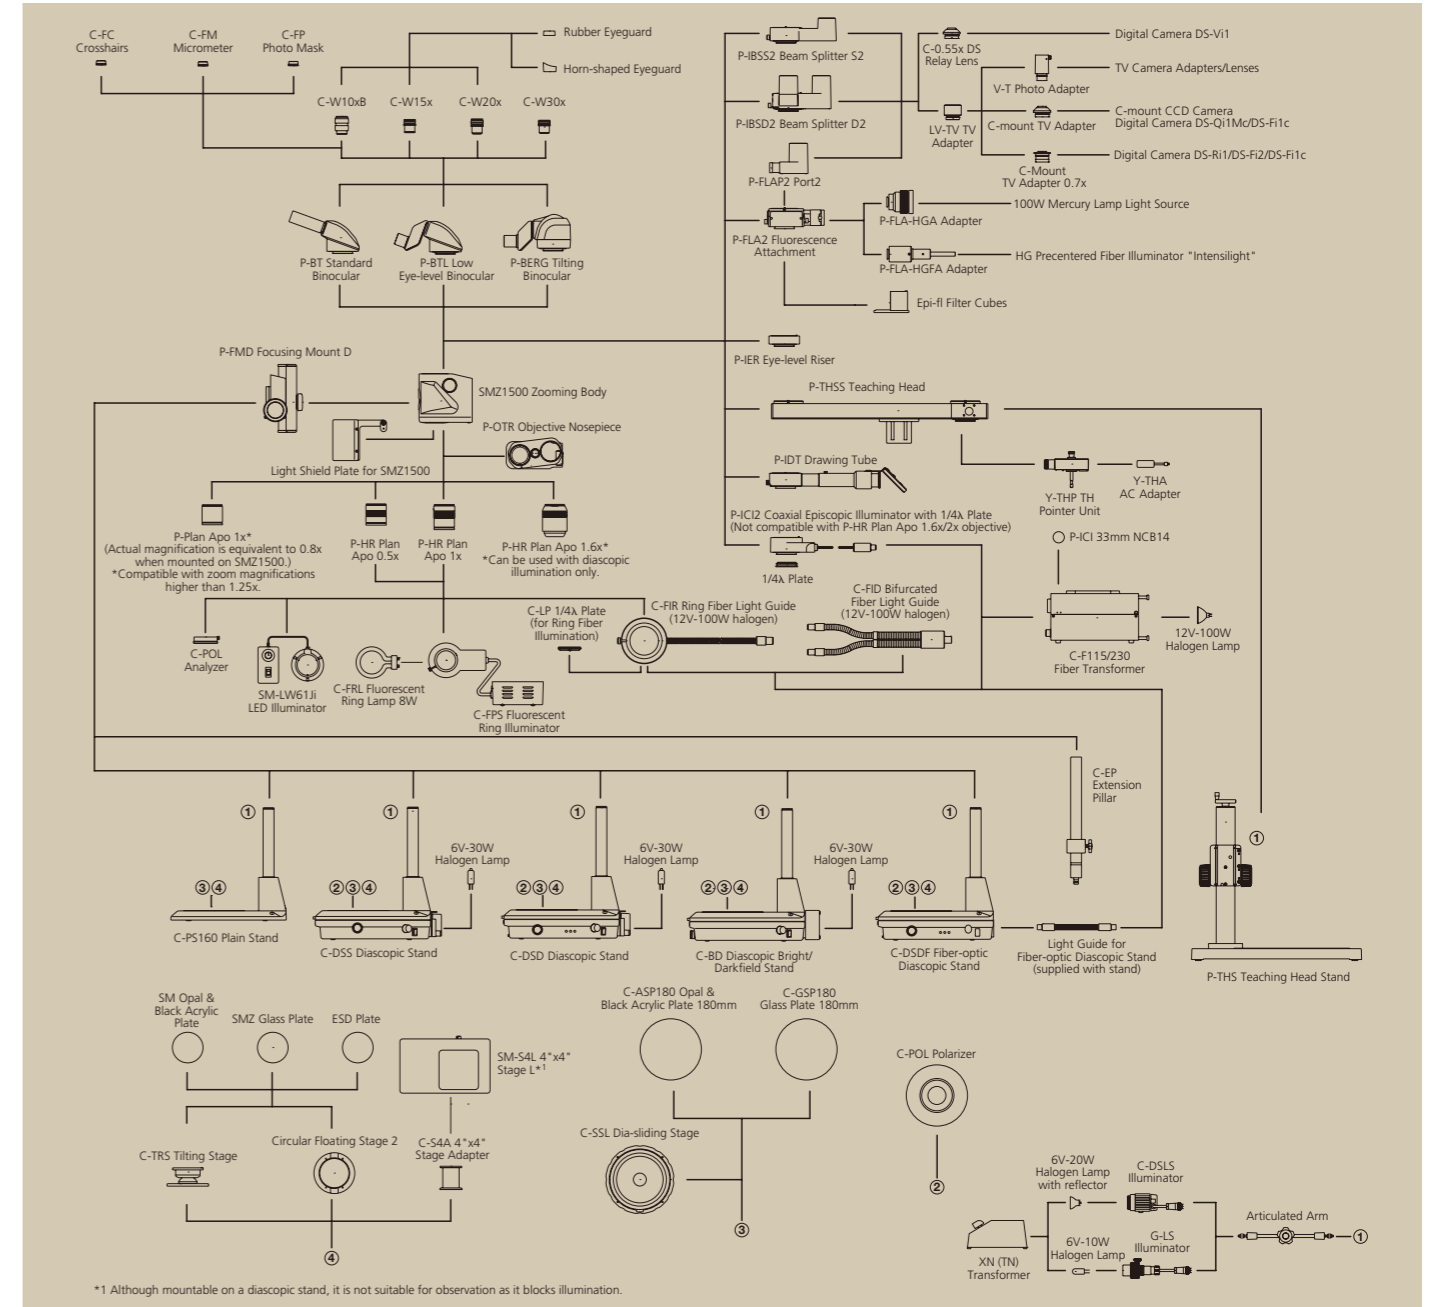 C-FC
Crosshairs
C-FM
Micrometer
C-FP
Photo Mask
Rubber Eyeguard
Horn-shaped Eyeguard
C-W10xB
C-W15x
C-W20x
C-W30x
P-BT Standard
Binocular
P-BTL Low
Eye-level Binocular
P-BERG Tilting
Binocular
P-IBSS2 Beam Splitter S2
P-IBSD2 Beam Splitter D2
P-FLAP2 Port2
P-FLA2 Fluorescence
Attachment
C-0.55x DS
Relay Lens
Digital Camera DS-Vi1
V-T Photo Adapter
TV Camera Adapters/Lenses
LV-TV TV
Adapter
C-mount TV Adapter
C-mount CCD Camera
Digital Camera DS-Qi1Mc/DS-Fi1c
C-Mount
TV Adapter 0.7x
Digital Camera DS-Ri1/DS-Fi2/DS-Fi1c
P-FLA-HGA Adapter
100W Mercury Lamp Light Source
P-FLA-HGFA Adapter
HG Precentered Fiber Illuminator "Intensilight"
Epi-fl Filter Cubes
P-IER Eye-level Riser
P-FMD Focusing Mount D
SMZ1500 Zooming Body
P-OTR Objective Nosepiece
Light Shield Plate for SMZ1500
P-THSS Teaching Head
P-IDT Drawing Tube
Y-THP TH
Pointer Unit
Y-THA
AC Adapter
P-ICI2 Coaxial Episcopic Illuminator with 1/4λ Plate
(Not compatible with P-HR Plan Apo 1.6x/2x objective)
1/4λ Plate
P-ICI 33mm NCB14
P-Plan Apo 1x*
(Actual magnification is equivalent to 0.8x
when mounted on SMZ1500.)
*Compatible with zoom magnifications
higher than 1.25x.
P-HR Plan
Apo 0.5x
P-HR Plan
Apo 1x
P-HR Plan Apo 1.6x*
*Can be used with diascopic
illumination only.
C-POL
Analyzer
SM-LW61Ji
LED Illuminator
C-FRL Fluorescent
Ring Lamp 8W
C-FPS Fluorescent
Ring Illuminator
C-LP 1/4λ Plate
(for Ring Fiber
Illumination)
C-FIR Ring Fiber Light Guide
(12V-100W halogen)
C-FID Bifurcated
Fiber Light Guide
(12V-100W halogen)
C-F115/230
Fiber Transformer
12V-100W
Halogen Lamp
C-EP
Extension
Pillar
①
③④
C-PS160 Plain Stand
①
②③④
6V-30W
Halogen Lamp
C-DSS Diascopic Stand
①
②③④
6V-30W
Halogen Lamp
C-DSD Diascopic Stand
①
②③④
6V-30W
Halogen Lamp
C-BD Diascopic Bright/
Darkfield Stand
①
②③④
C-DSDF Fiber-optic
Diascopic Stand
Light Guide for
Fiber-optic Diascopic Stand
(supplied with stand)
①
P-THS Teaching Head Stand
SM Opal &
Black Acrylic
Plate
SMZ Glass Plate
ESD Plate
SM-S4L 4"x4"
Stage L*1
C-TRS Tilting Stage
Circular Floating Stage 2
C-S4A 4"x4"
Stage Adapter
④
C-ASP180 Opal &
Black Acrylic Plate 180mm
C-GSP180
Glass Plate 180mm
C-SSL Dia-sliding Stage
③
C-POL Polarizer
②
6V-20W
Halogen Lamp
with reflector
C-DSLS
Illuminator
XN (TN)
Transformer
6V-10W
Halogen Lamp
G-LS
Illuminator
Articulated Arm
①
*1 Although mountable on a diascopic stand, it is not suitable for observation as it blocks illumination.